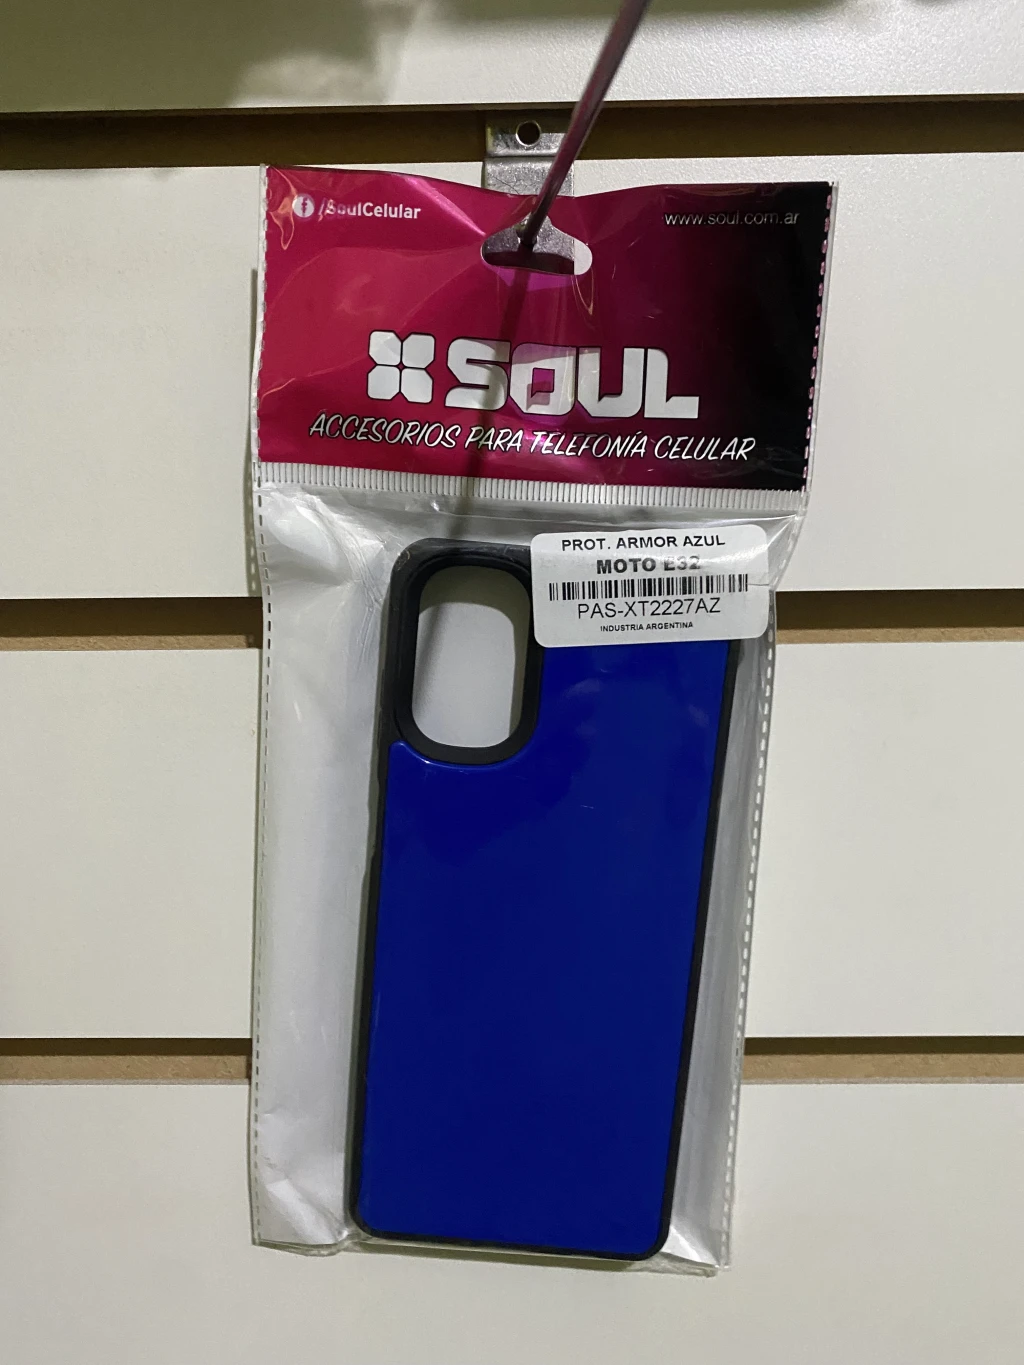 f /SoulCelular
www.soul.com.ar
SOUL
ACCESORIOS PARA TELEFONÍA CELULAR
PROT. ARMOR AZUL
MOTO E32
PAS-XT2227AZ
INDUSTRIA ARGENTINA